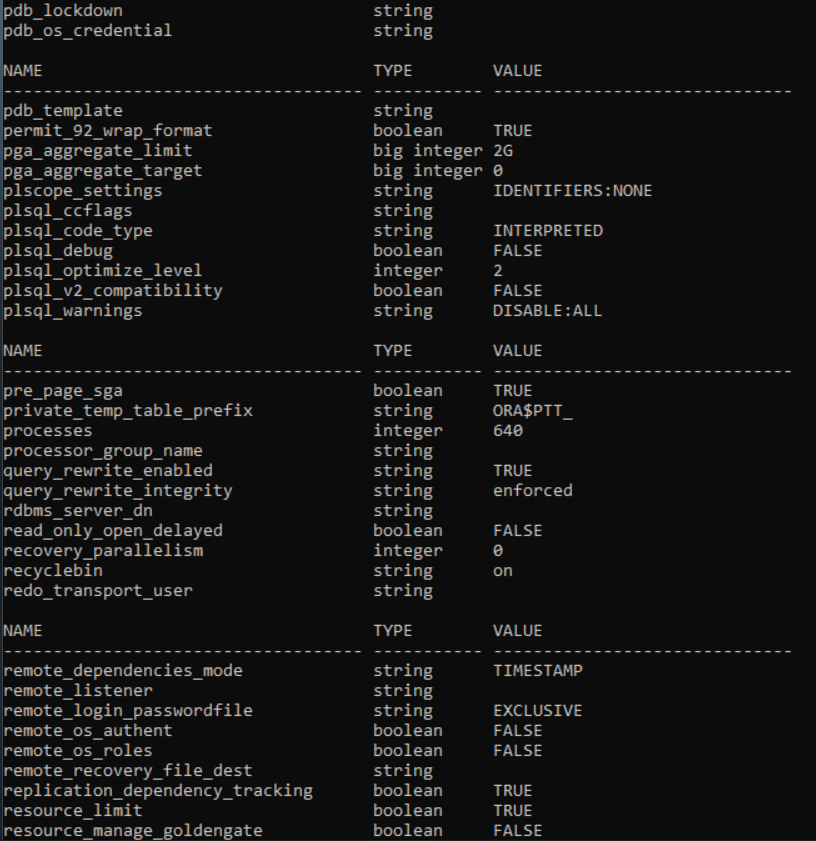 pdb_lockdown                         string
pdb_os_credential                    string

NAME                                 TYPE        VALUE
------------------------------------ ----------- ------------------------------
pdb_template                         string
permit_92_wrap_format                boolean     TRUE
pga_aggregate_limit                  big integer 2G
pga_aggregate_target                 big integer 0
plscope_settings                     string      IDENTIFIERS:NONE
plsql_ccflags                        string
plsql_code_type                      string      INTERPRETED
plsql_debug                          boolean     FALSE
plsql_optimize_level                 integer     2
plsql_v2_compatibility               boolean     FALSE
plsql_warnings                       string      DISABLE:ALL

NAME                                 TYPE        VALUE
------------------------------------ ----------- ------------------------------
pre_page_sga                         boolean     TRUE
private_temp_table_prefix            string      ORA$PTT_
processes                            integer     640
processor_group_name                 string
query_rewrite_enabled                string      TRUE
query_rewrite_integrity              string      enforced
rdbms_server_dn                      string
read_only_open_delayed               boolean     FALSE
recovery_parallelism                 integer     0
recyclebin                           string      on
redo_transport_user                  string

NAME                                 TYPE        VALUE
------------------------------------ ----------- ------------------------------
remote_dependencies_mode             string      TIMESTAMP
remote_listener                      string
remote_login_passwordfile            string      EXCLUSIVE
remote_os_authent                    boolean     FALSE
remote_os_roles                      boolean     FALSE
remote_recovery_file_dest            string
replication_dependency_tracking      boolean     TRUE
resource_limit                       boolean     TRUE
resource_manage_goldengate           boolean     FALSE